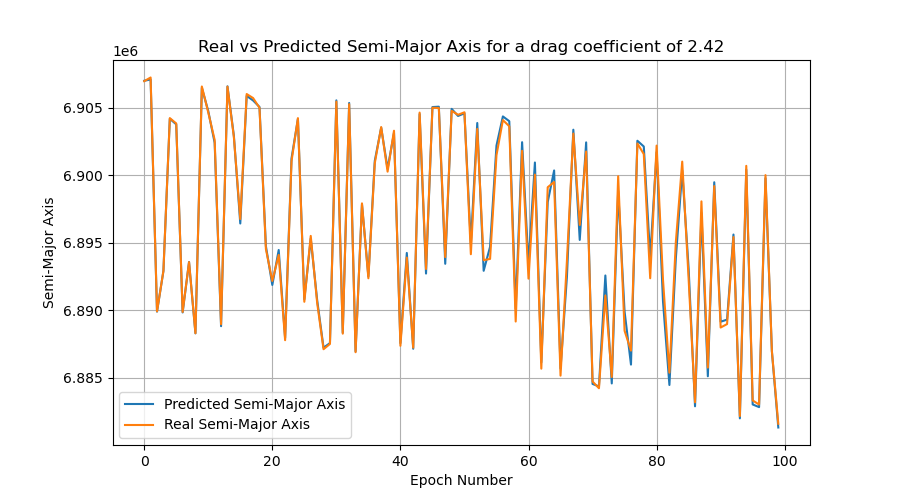 Real vs Predicted Semi-Major Axis for a drag coefficient of 2.42
1e6
6.905
6.900
6.895
6.890
6.885
Semi-Major Axis
Predicted Semi-Major Axis
Real Semi-Major Axis
0 20 40 60 80 100
Epoch Number